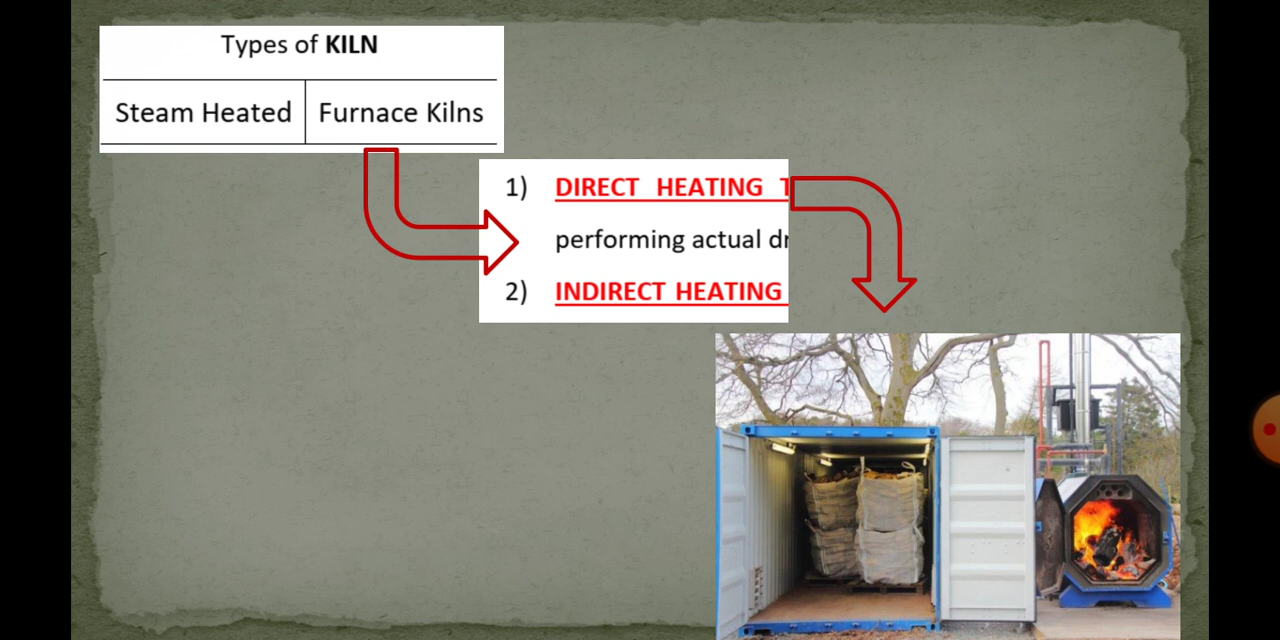 Types of KILN
Steam Heated
Furnace Kilns
1) DIRECT HEATING
performing actual
2) INDIRECT HEATING